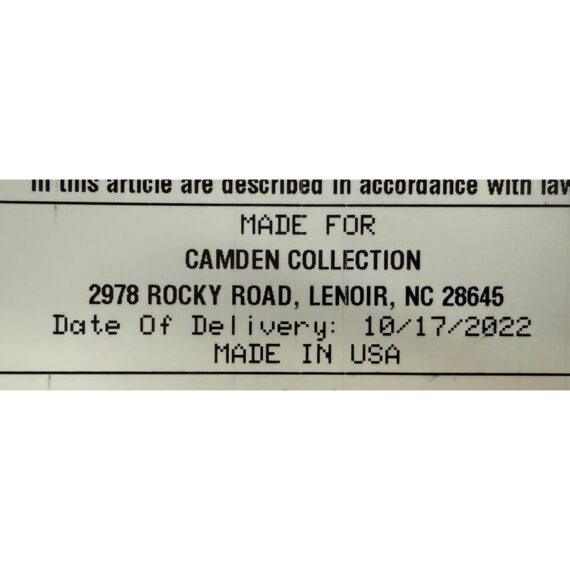 in this article are described in accordance with law
MADE FOR
CAMDEN COLLECTION
2978 ROCKY ROAD, LENOIR, NC 28645
Date Of Delivery: 10/17/2022
MADE IN USA